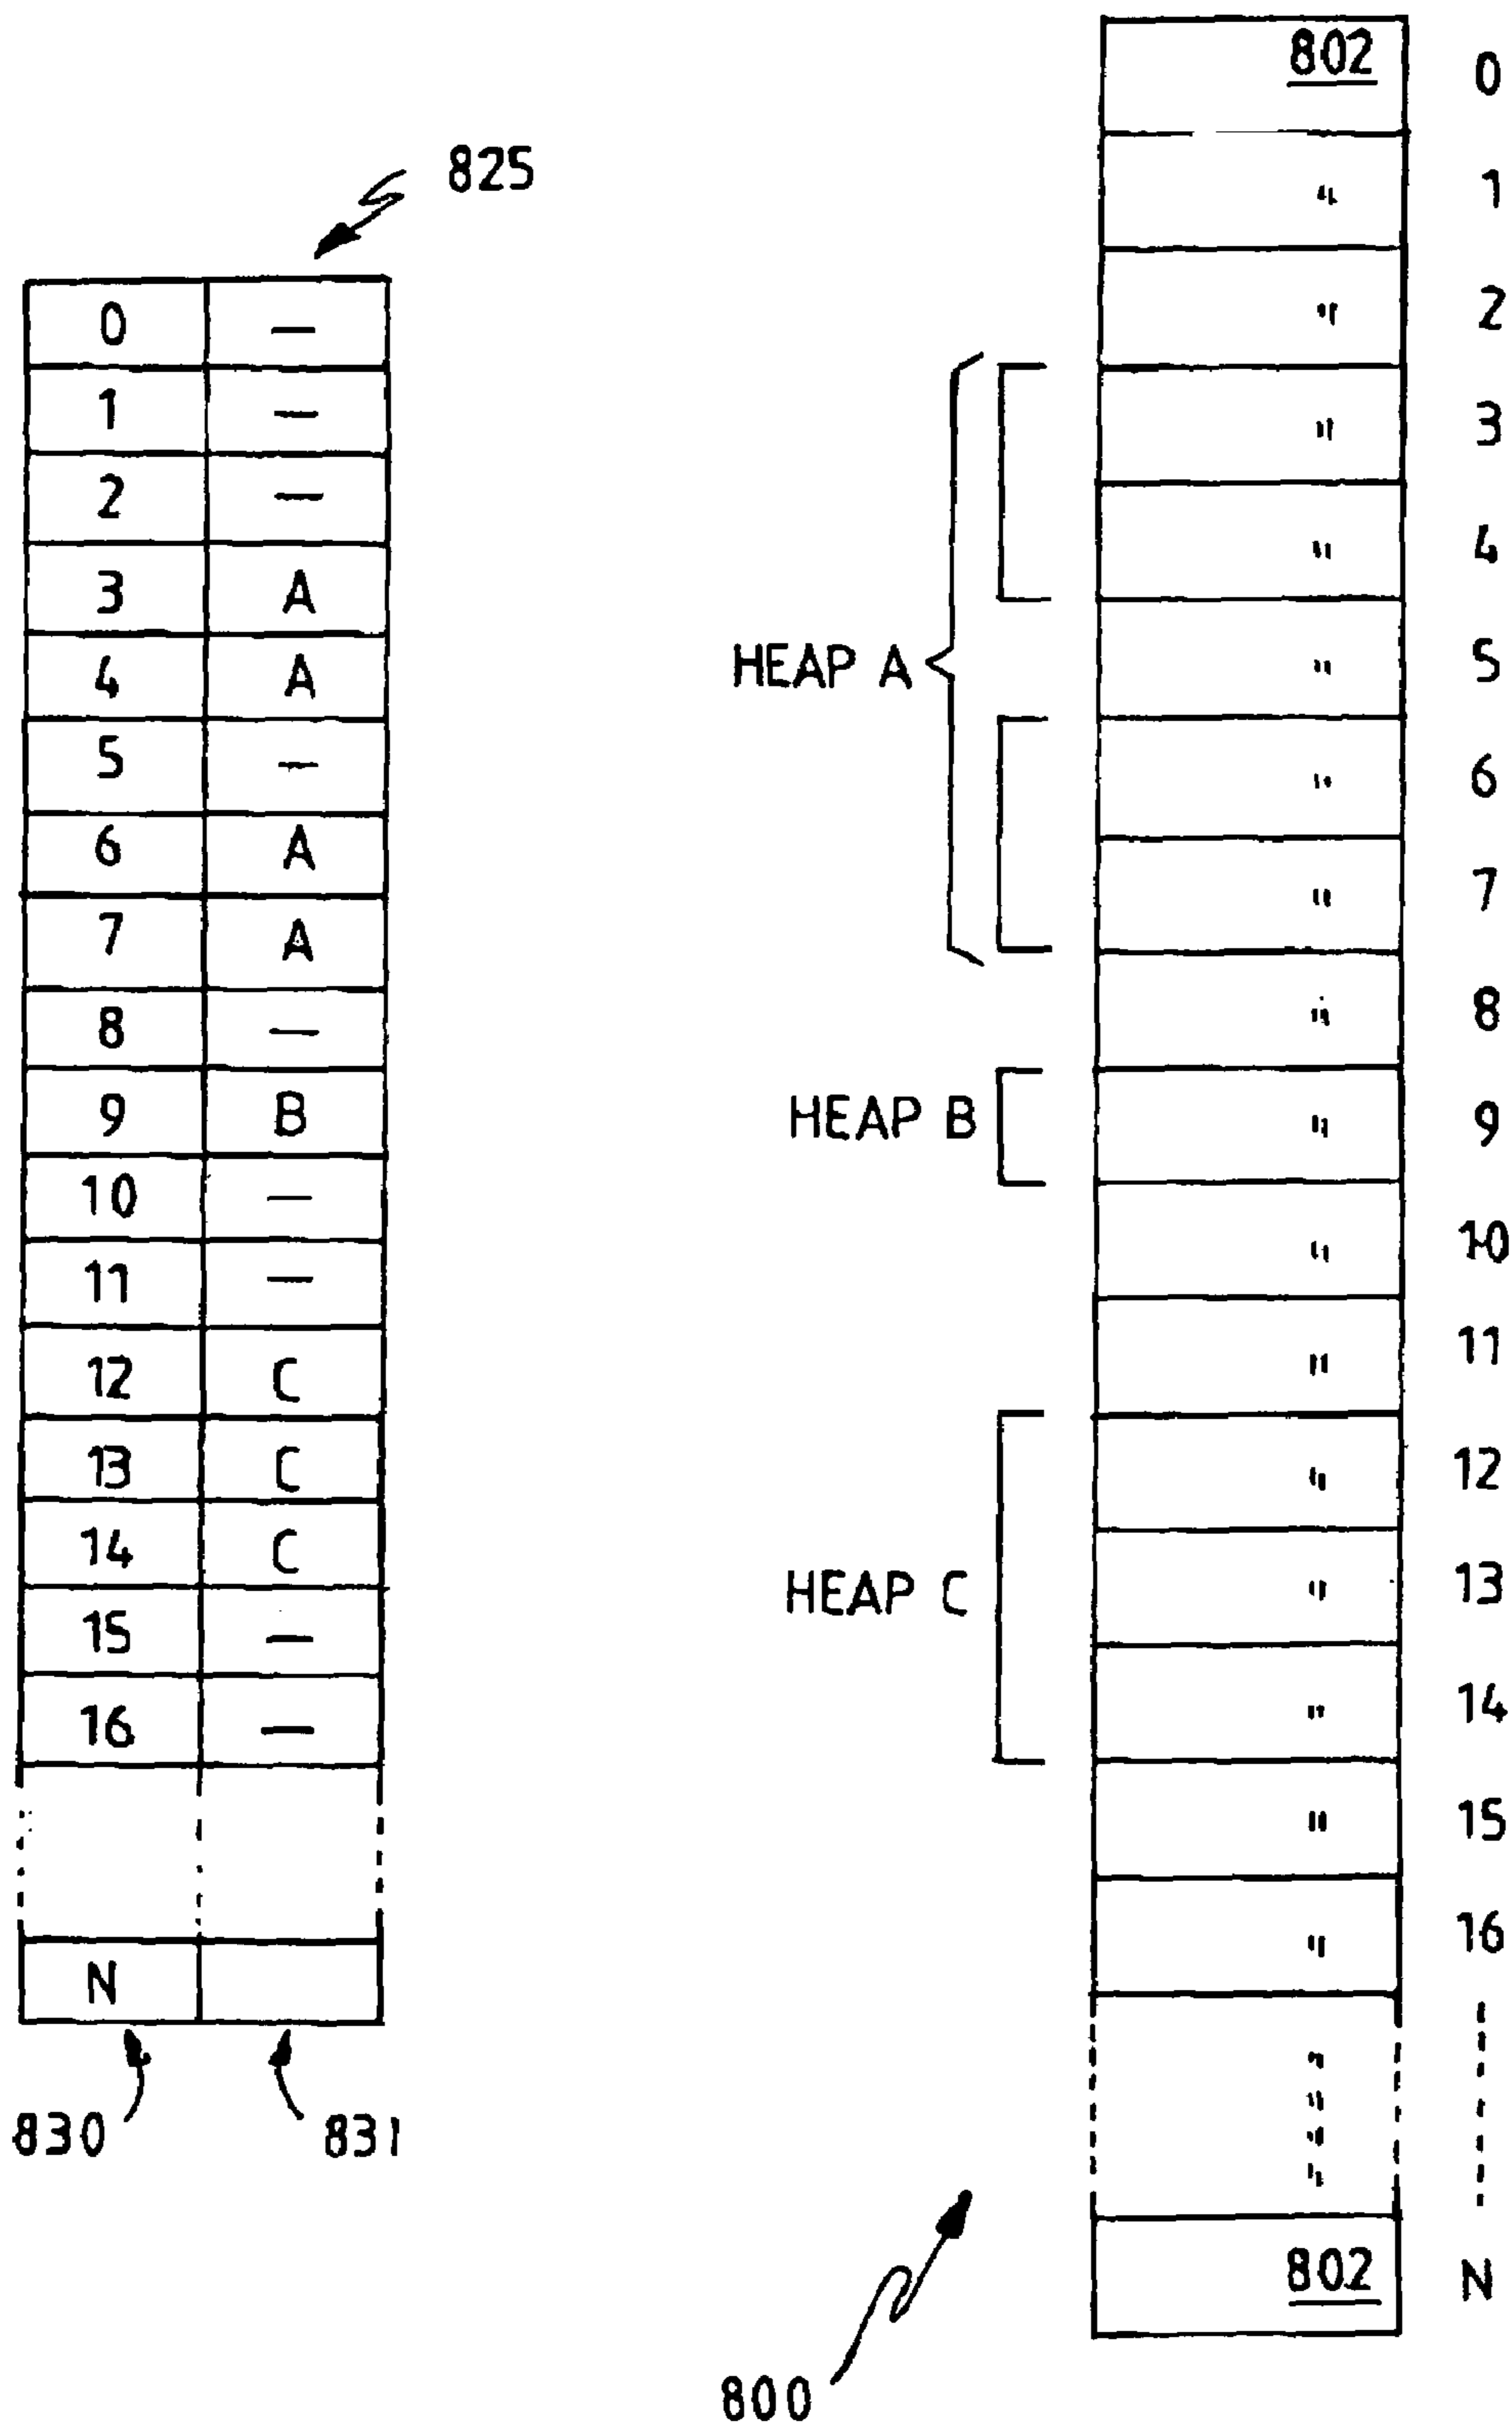 825
0 —
1 —
2 —
3 A
4 A
5 —
6 A
7 A
8 —
9 B
10 —
11 —
12 C
13 C
14 C
15 —
16 —
N
830
831
HEAP A
HEAP B
HEAP C
800
802 0
" 1
" 2
" 3
" 4
" 5
" 6
" 7
" 8
" 9
" 10
" 11
" 12
" 13
" 14
" 15
" 16
"
"
"
"
802 N